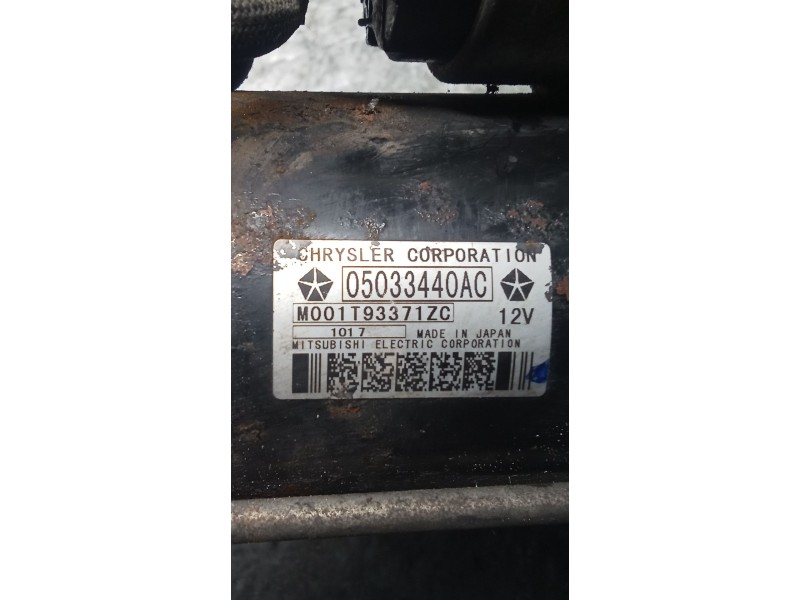 CHRYSLER CORPORATION
05033440AC
M001T93371ZC 12V
1017 MADE IN JAPAN
MITSUBISHI ELECTRIC CORPORATION